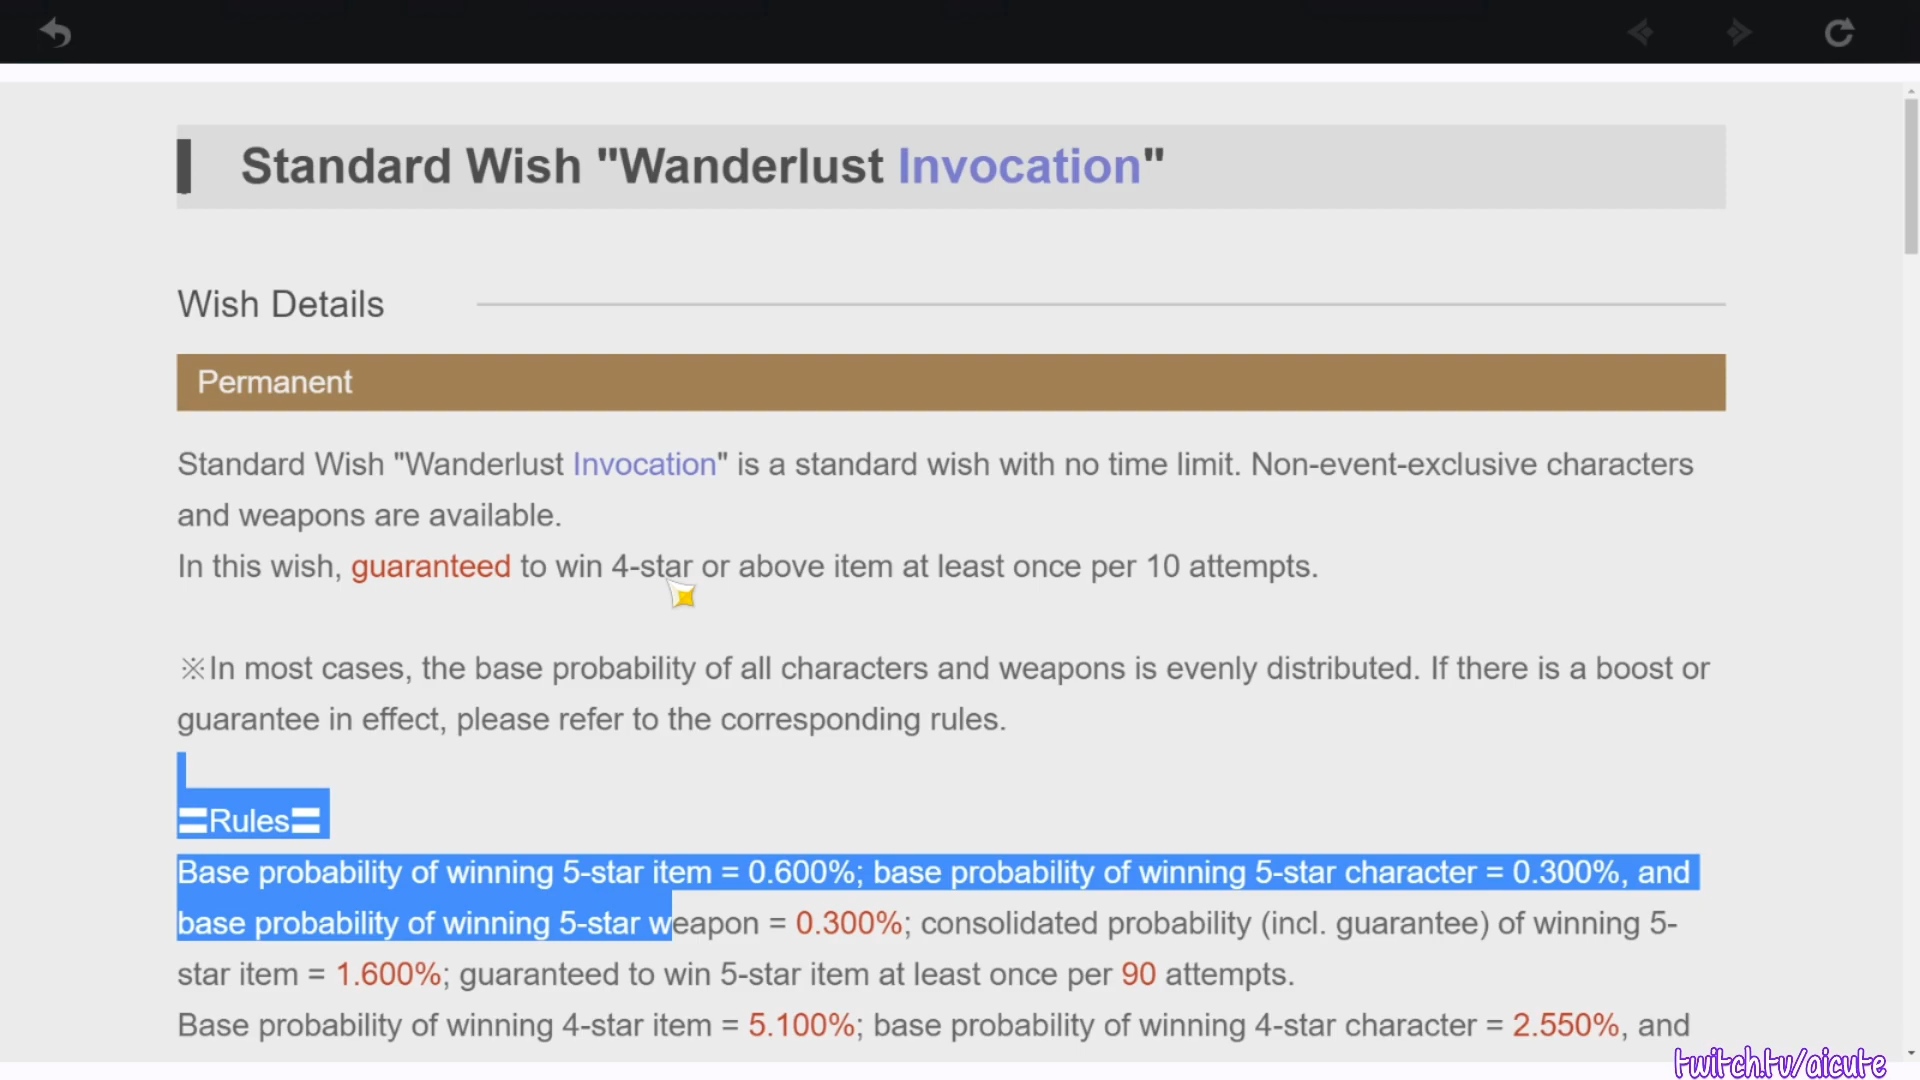 Standard Wish "Wanderlust Invocation"
Wish Details
Permanent
Standard Wish "Wanderlust Invocation" is a standard wish with no time limit. Non-event-exclusive characters
and weapons are available.
In this wish, guaranteed to win 4-star or above item at least once per 10 attempts.
※In most cases, the base probability of all characters and weapons is evenly distributed. If there is a boost or
guarantee in effect, please refer to the corresponding rules.
〓Rules〓
Base probability of winning 5-star item = 0.600%; base probability of winning 5-star character = 0.300%, and
base probability of winning 5-star weapon = 0.300%; consolidated probability (incl. guarantee) of winning 5-
star item = 1.600%; guaranteed to win 5-star item at least once per 90 attempts.
Base probability of winning 4-star item = 5.100%; base probability of winning 4-star character = 2.550%, and
twitch.tv/aicute